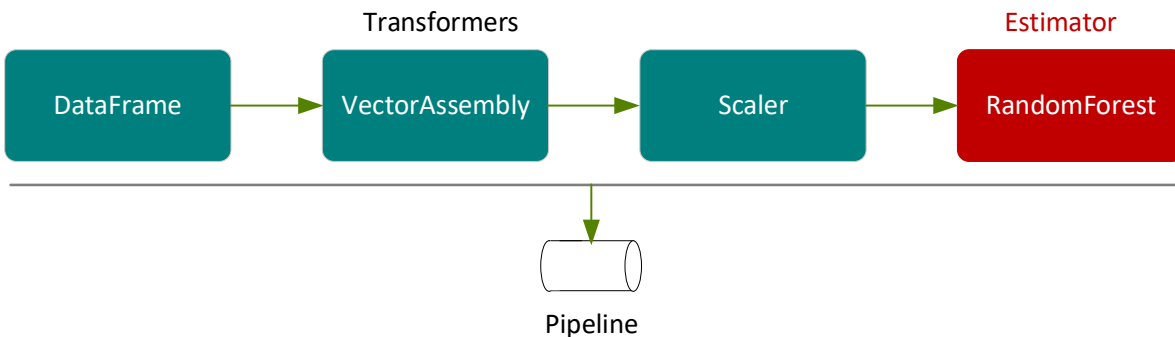 Transformers
Estimator
DataFrame
VectorAssembly
Scaler
RandomForest
Pipeline